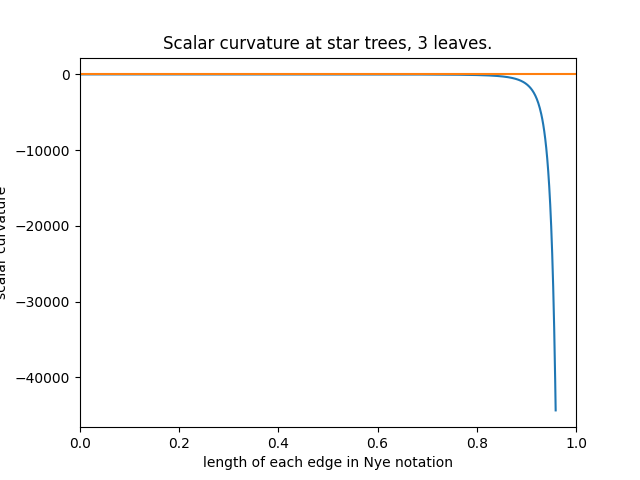 Scalar curvature at star trees, 3 leaves.
0
−10000
−20000
−30000
−40000
scalar curvature
0.0 0.2 0.4 0.6 0.8 1.0
length of each edge in Nye notation